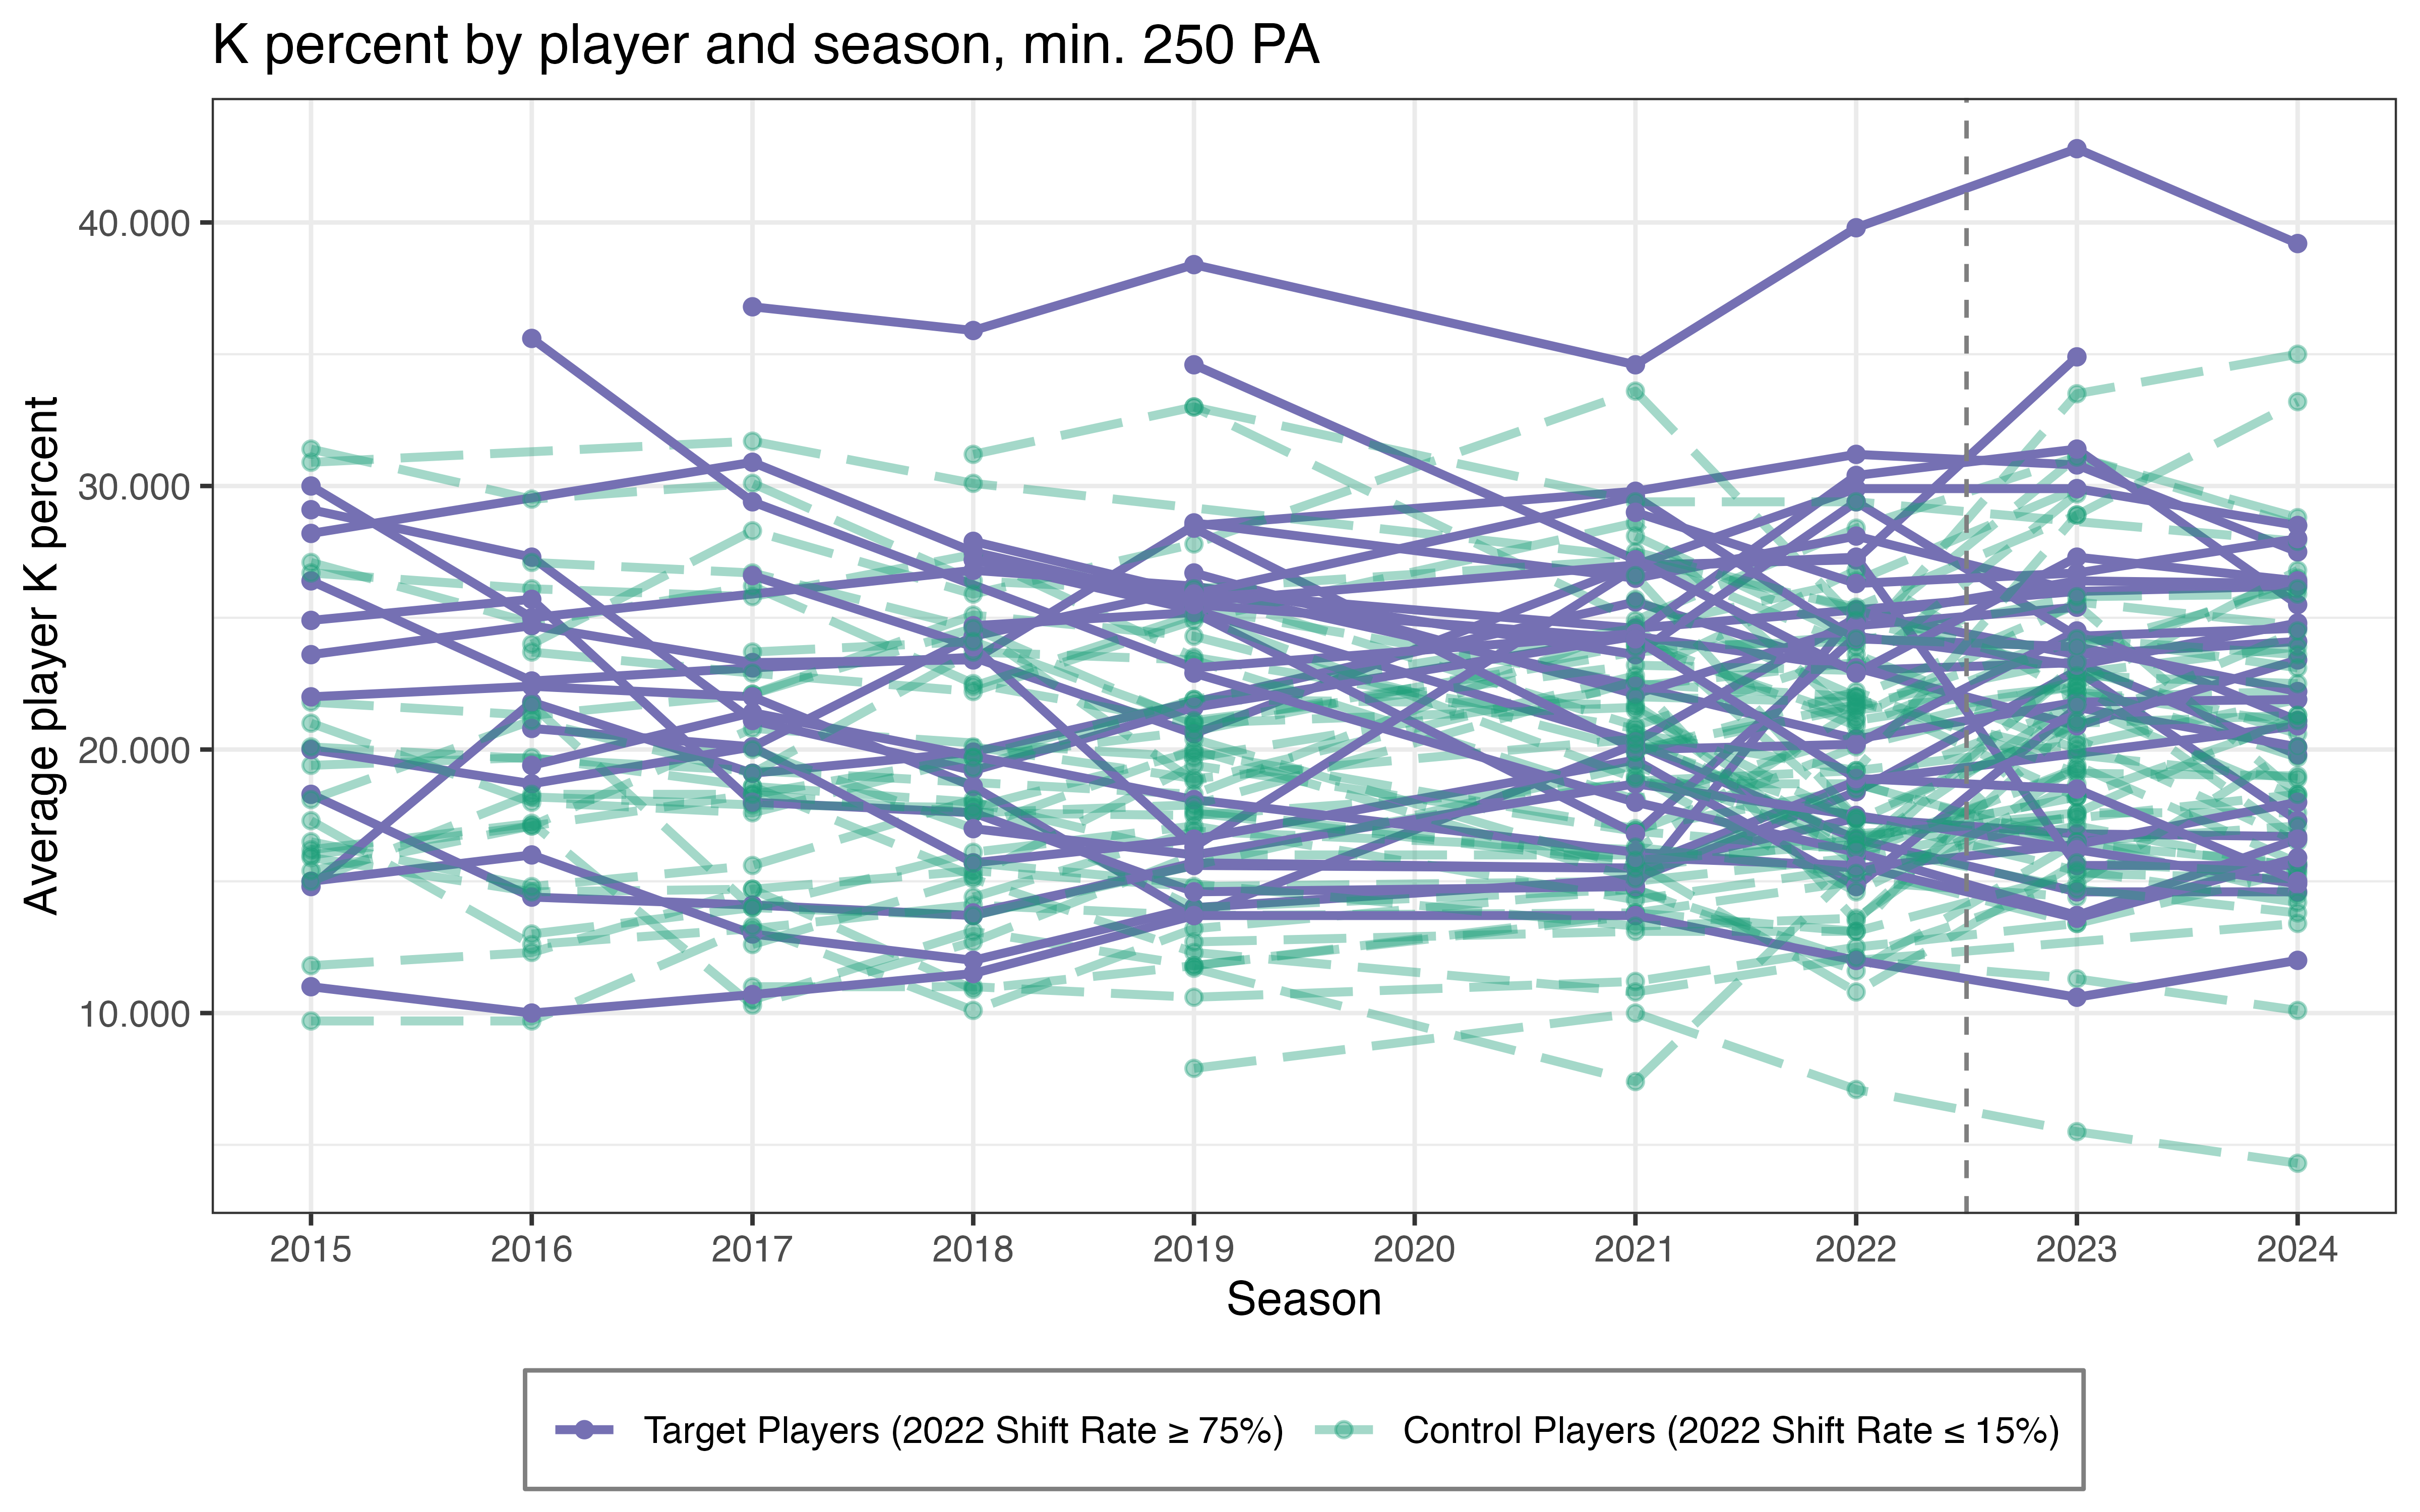 K percent by player and season, min. 250 PA
Average player K percent
40.000
30.000
20.000
10.000
2015 2016 2017 2018 2019 2020 2021 2022 2023 2024
Season
Target Players (2022 Shift Rate ≥ 75%) Control Players (2022 Shift Rate ≤ 15%)